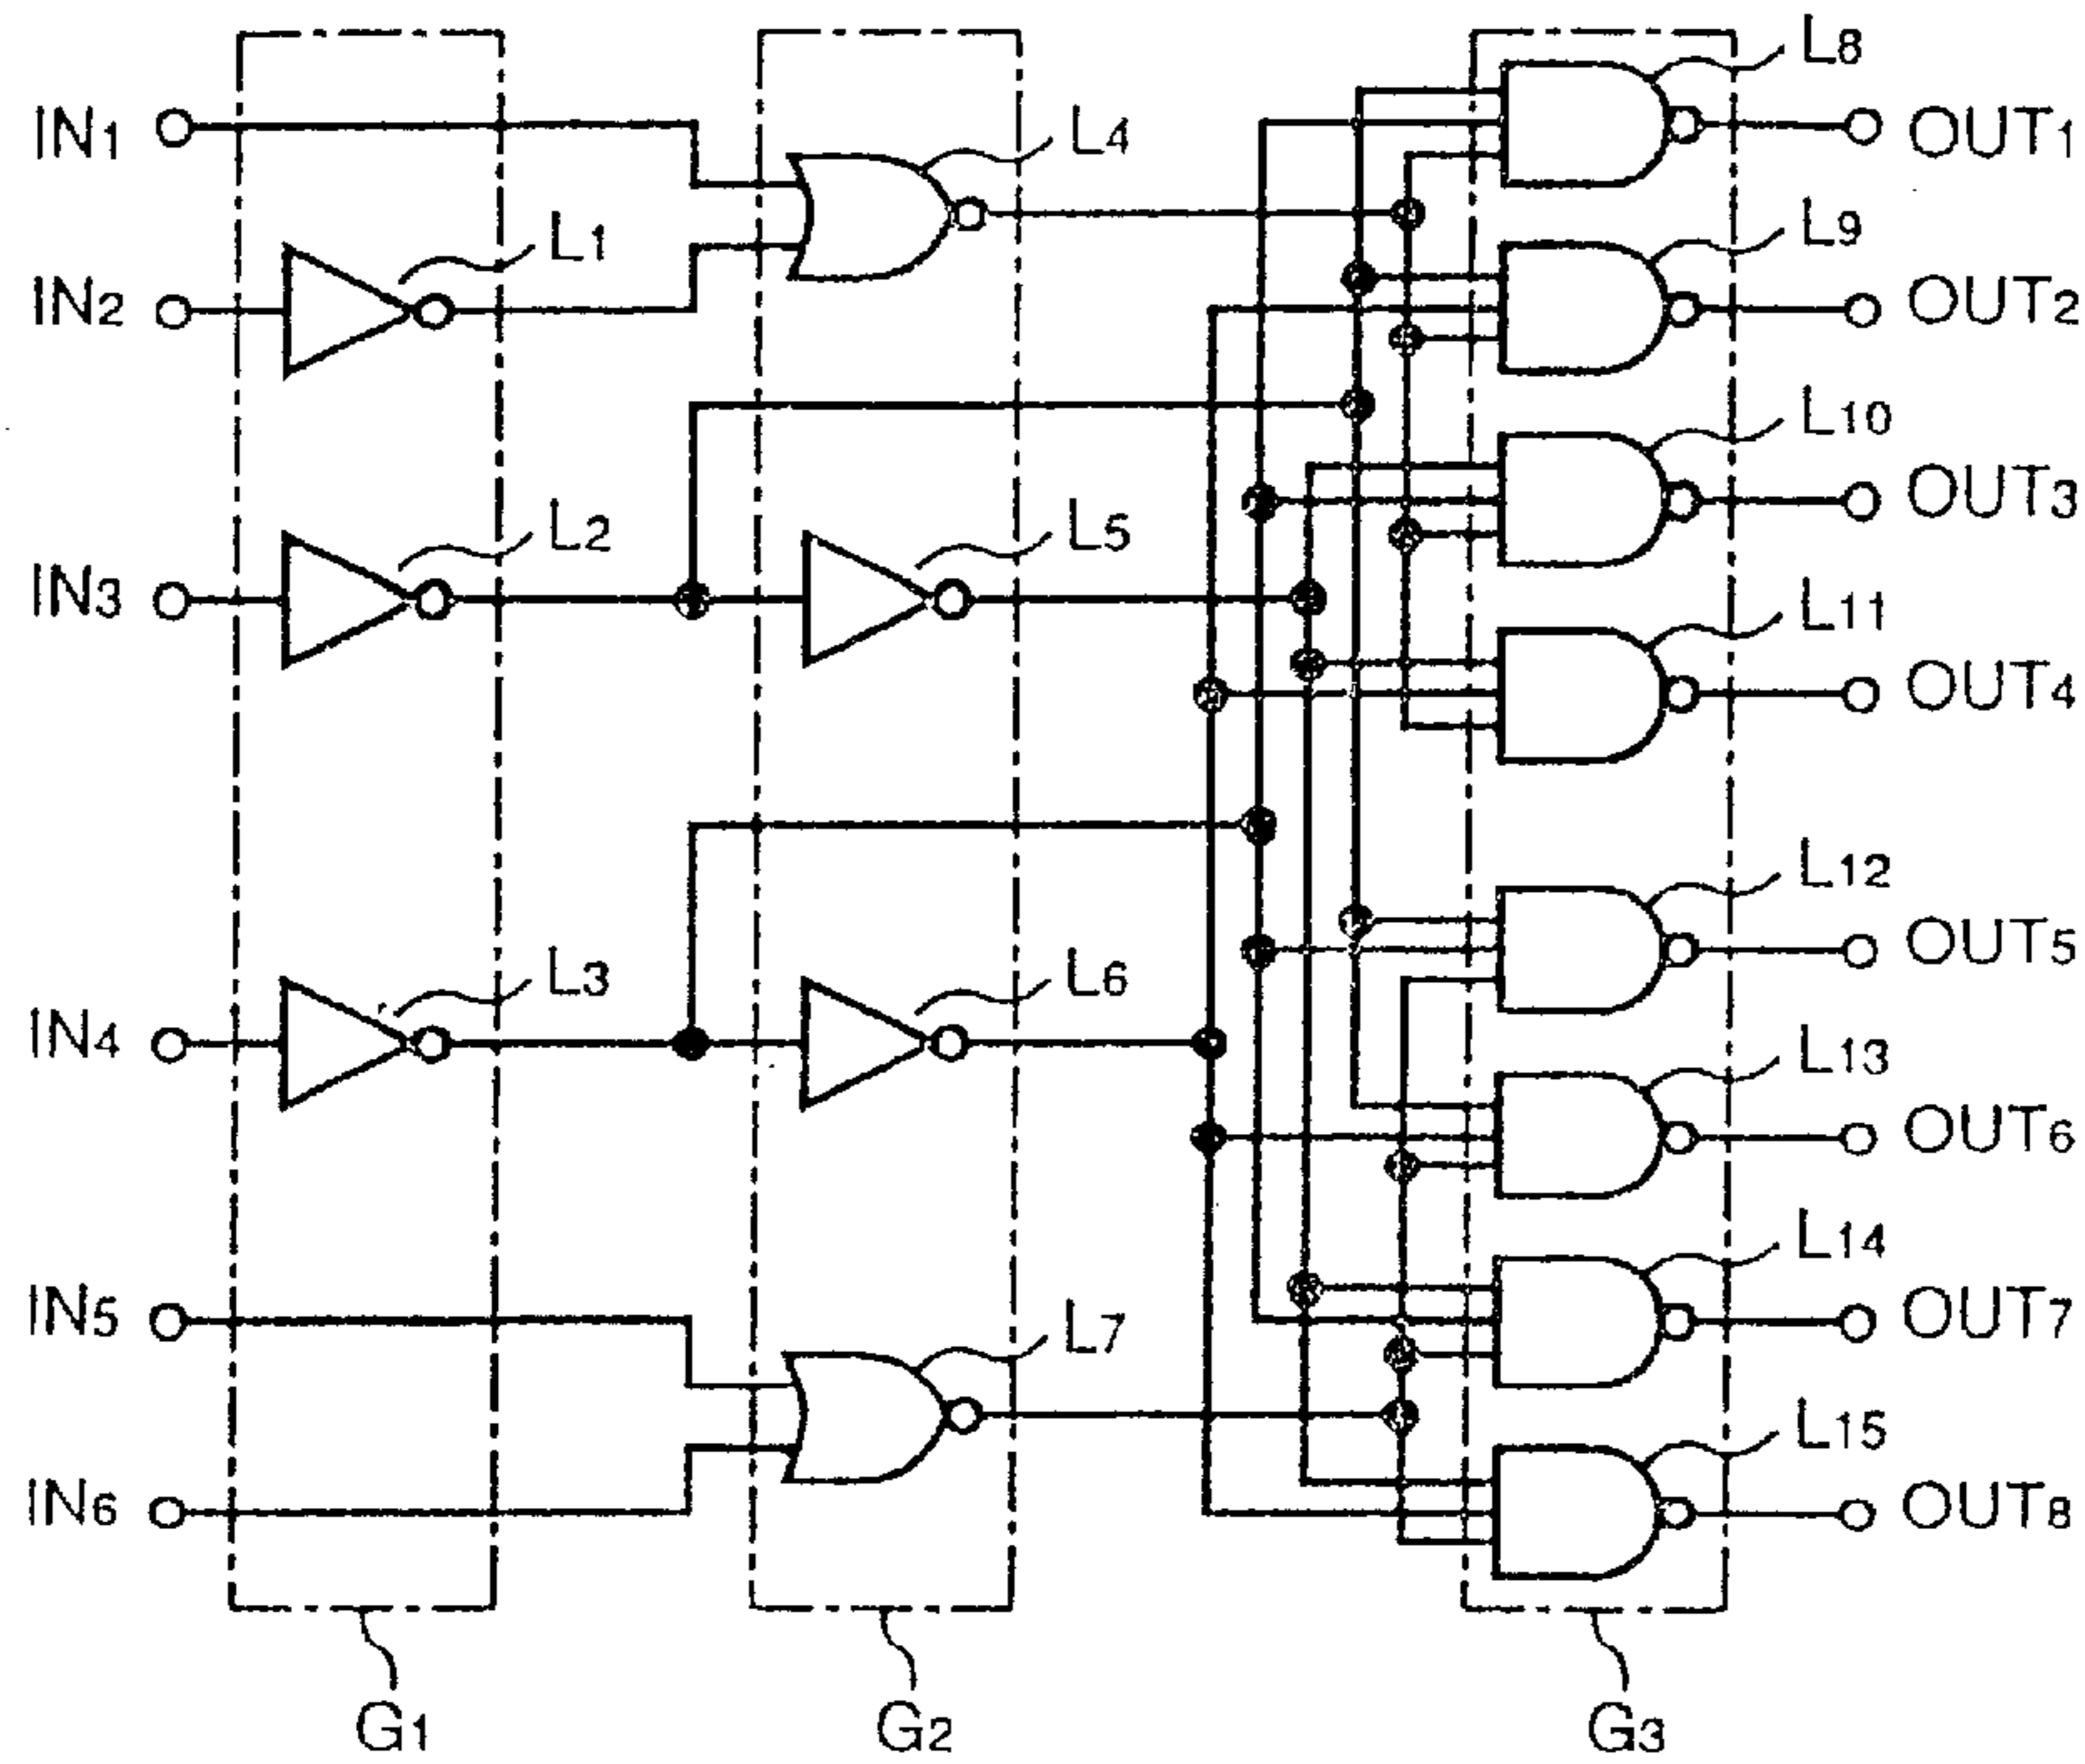 L8
IN1
L4
OUT1
L1
L9
IN2
OUT2
L10
L2
L5
OUT3
IN3
L11
OUT4
L12
L3
L6
OUT5
IN4
L13
OUT6
L14
IN5
L7
OUT7
L15
IN6
OUT8
G1
G2
G3